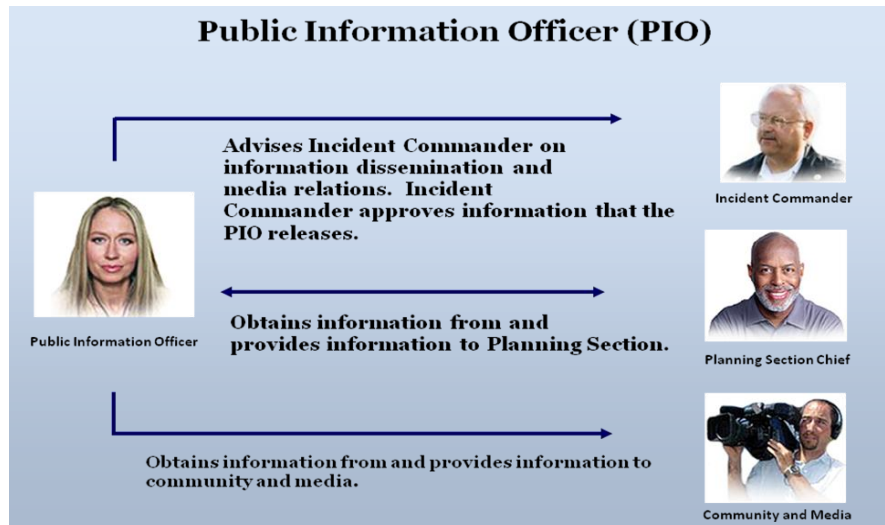 Public Information Officer (PIO)
Advises Incident Commander on
information dissemination and
media relations.  Incident
Commander approves information that the
PIO releases.
Incident Commander
Public Information Officer
Obtains information from and
provides information to Planning Section.
Planning Section Chief
Obtains information from and provides information to
community and media.
Community and Media